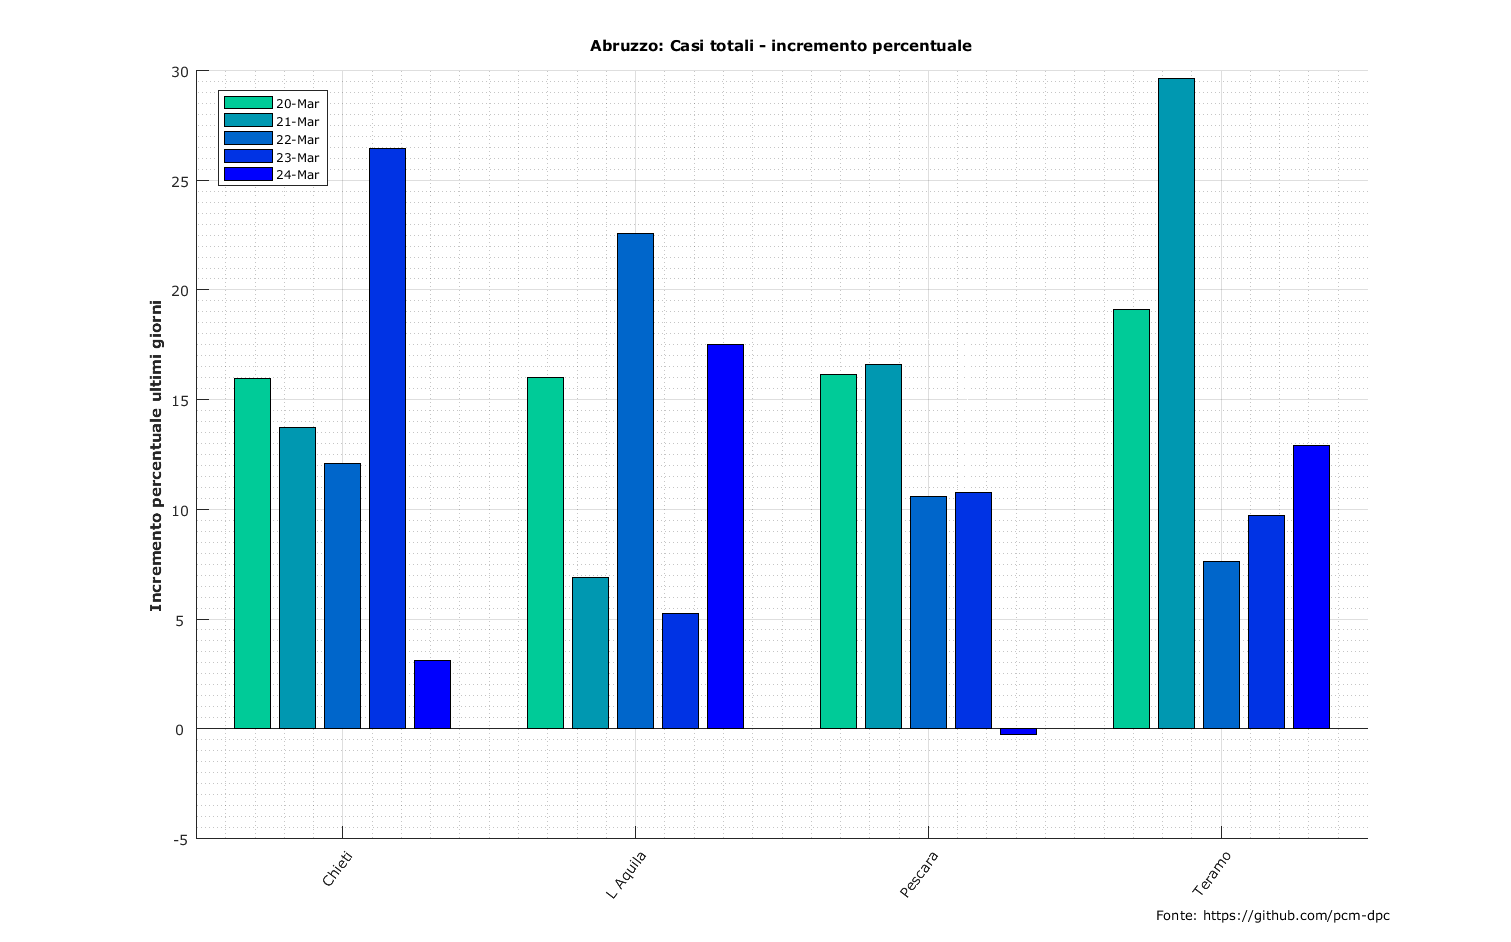 Abruzzo: Casi totali - incremento percentuale
20-Mar
21-Mar
22-Mar
23-Mar
24-Mar
Incremento percentuale ultimi giorni
30
25
20
15
10
5
0
-5
Chieti
L Aquila
Pescara
Teramo
Fonte: https://github.com/pcm-dpc